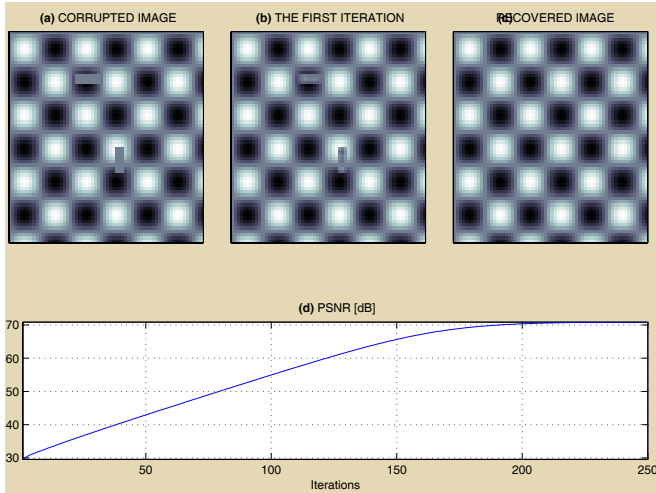 (a) CORRUPTED IMAGE
(b) THE FIRST ITERATION
(c) RECOVERED IMAGE
(d) PSNR [dB]
70
60
50
40
30
50
100
150
200
250
Iterations